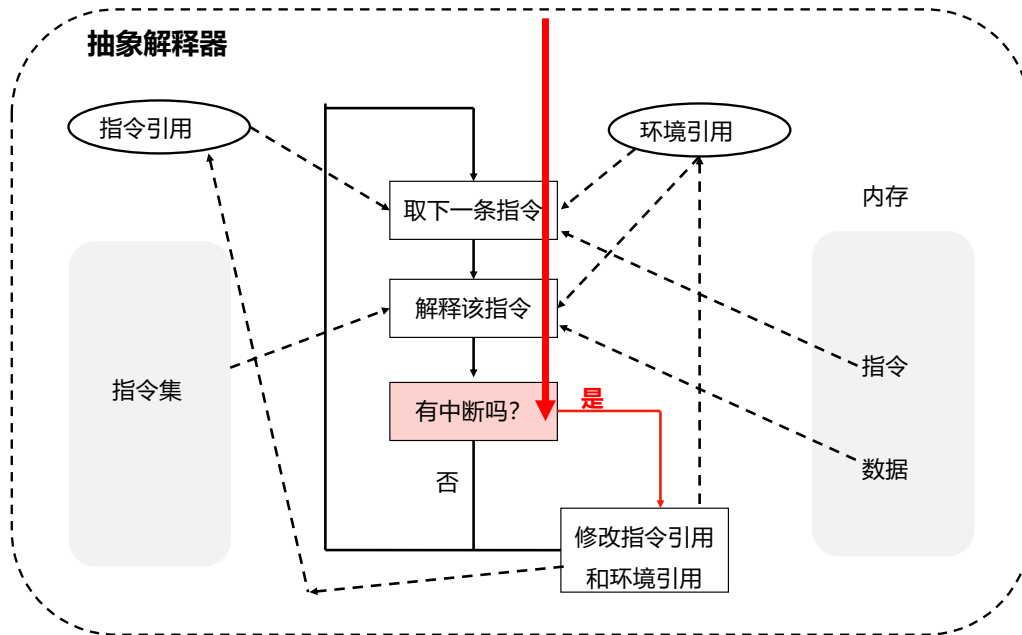 抽象解释器
指令引用
环境引用
取下一条指令
内存
解释该指令
指令
指令集
是
有中断吗?
数据
否
修改指令引用
和环境引用